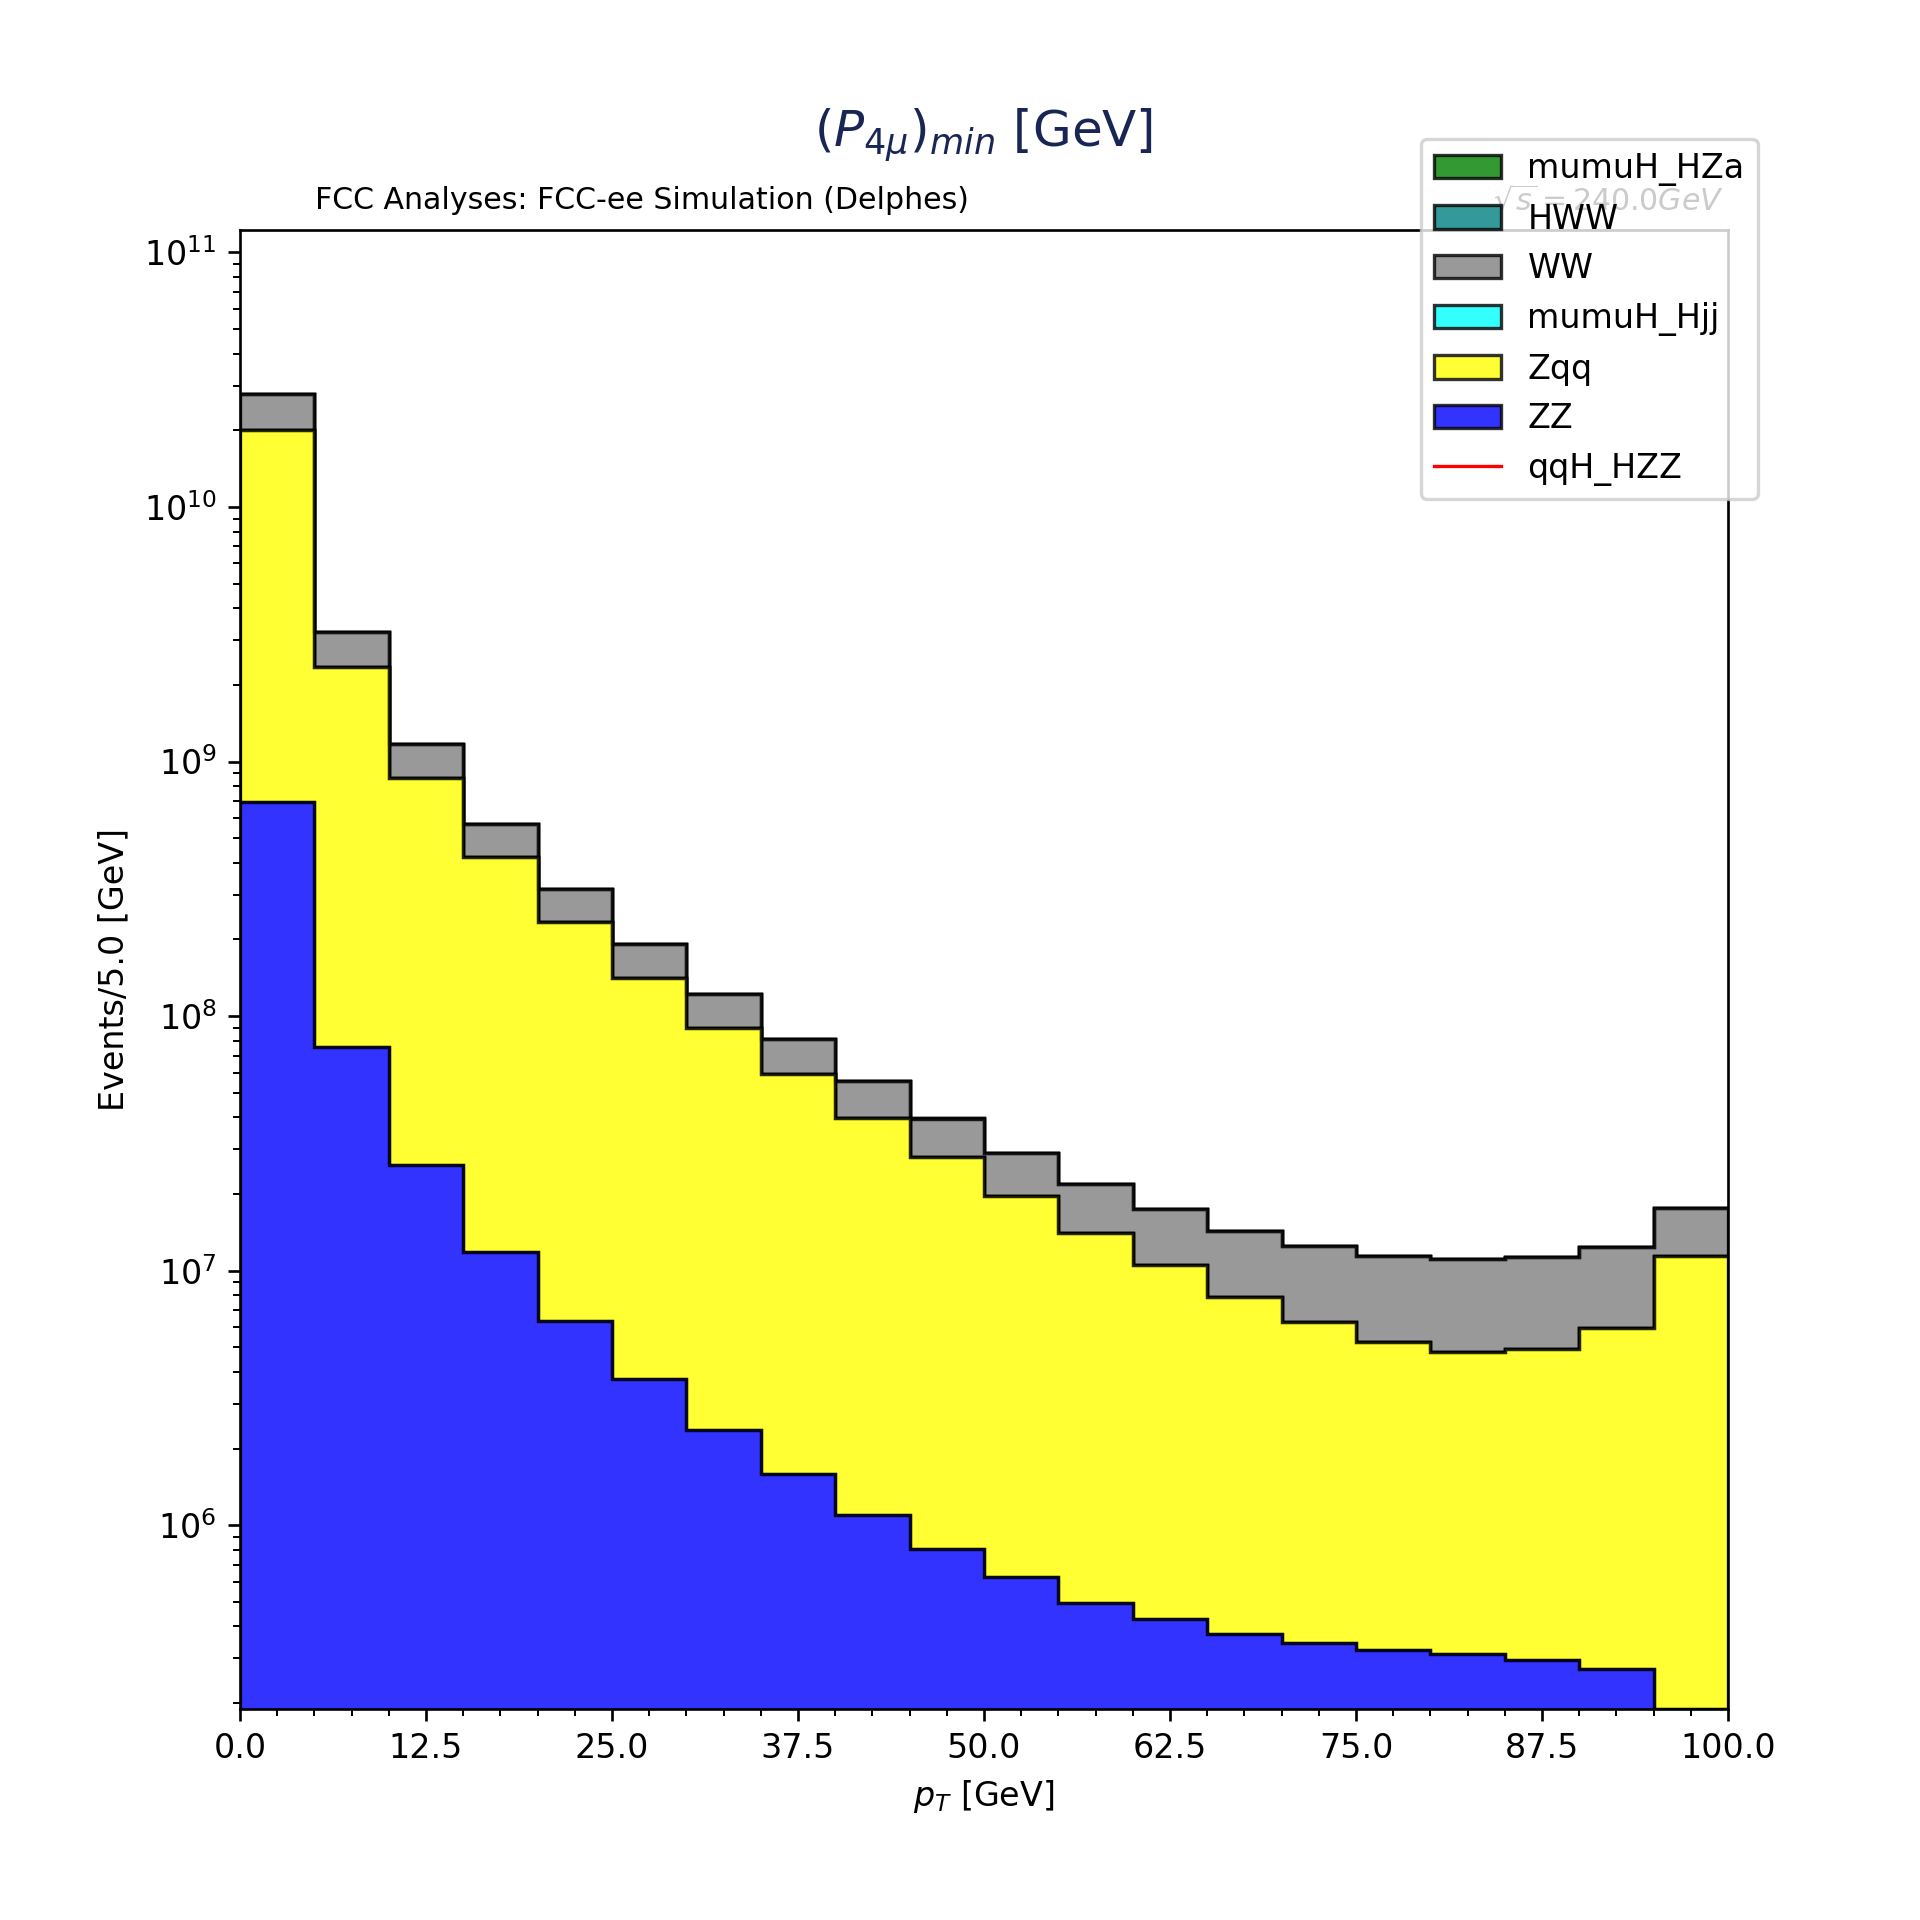 (P4μ)min [GeV]
FCC Analyses: FCC-ee Simulation (Delphes)
√s = 240.0GeV
mumuH_HZa
HWW
WW
mumuH_Hjj
Zqq
ZZ
qqH_HZZ
10^11
10^10
10^9
10^8
10^7
10^6
Events/5.0 [GeV]
0.0 12.5 25.0 37.5 50.0 62.5 75.0 87.5 100.0
pT [GeV]